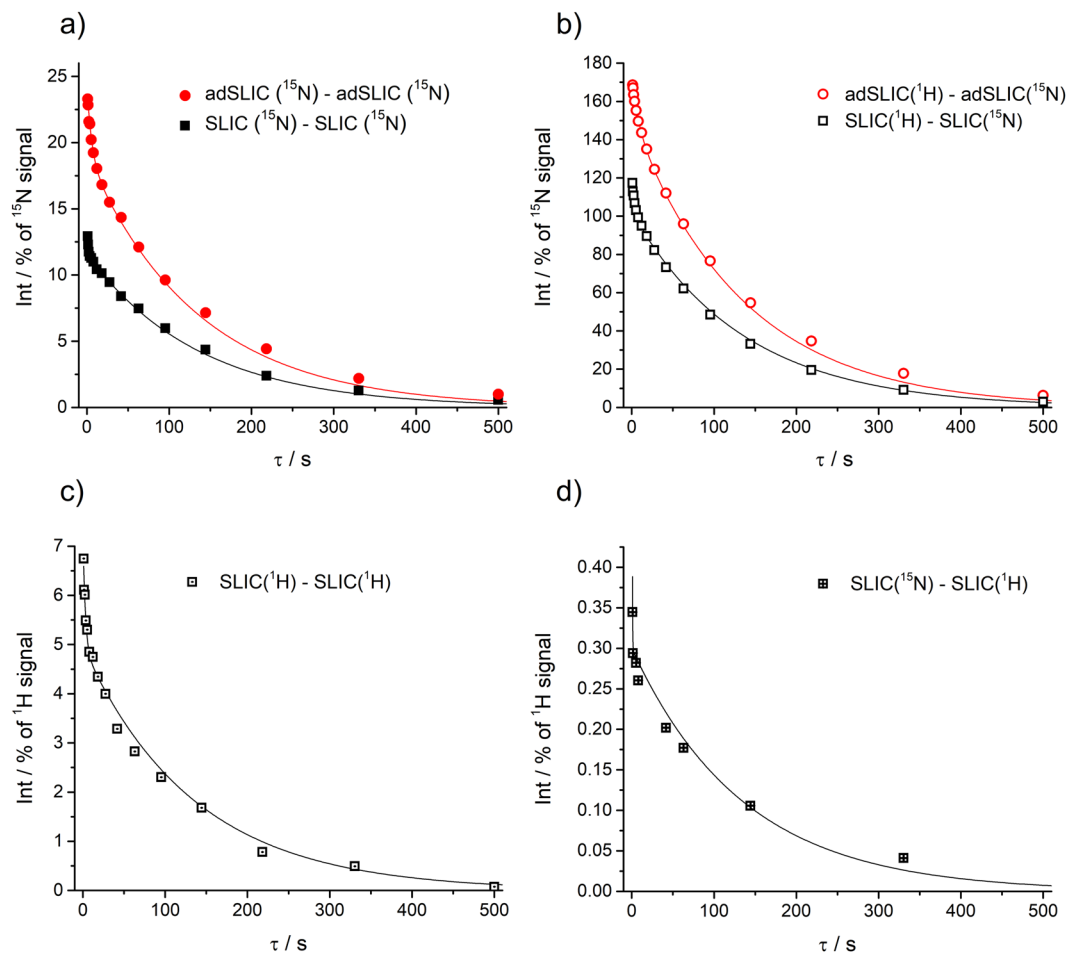 a)
adSLIC (¹⁵N) - adSLIC (¹⁵N)
SLIC (¹⁵N) - SLIC (¹⁵N)
Int / % of ¹⁵N signal
25
20
15
10
5
0
0 100 200 300 400 500
τ / s
b)
adSLIC(¹H) - adSLIC(¹⁵N)
SLIC(¹H) - SLIC(¹⁵N)
Int / % of ¹⁵N signal
180
160
140
120
100
80
60
40
20
0
0 100 200 300 400 500
τ / s
c)
SLIC(¹H) - SLIC(¹H)
Int / % of ¹H signal
7
6
5
4
3
2
1
0
0 100 200 300 400 500
τ / s
d)
SLIC(¹⁵N) - SLIC(¹H)
Int / % of ¹H signal
0.40
0.35
0.30
0.25
0.20
0.15
0.10
0.05
0.00
0 100 200 300 400 500
τ / s